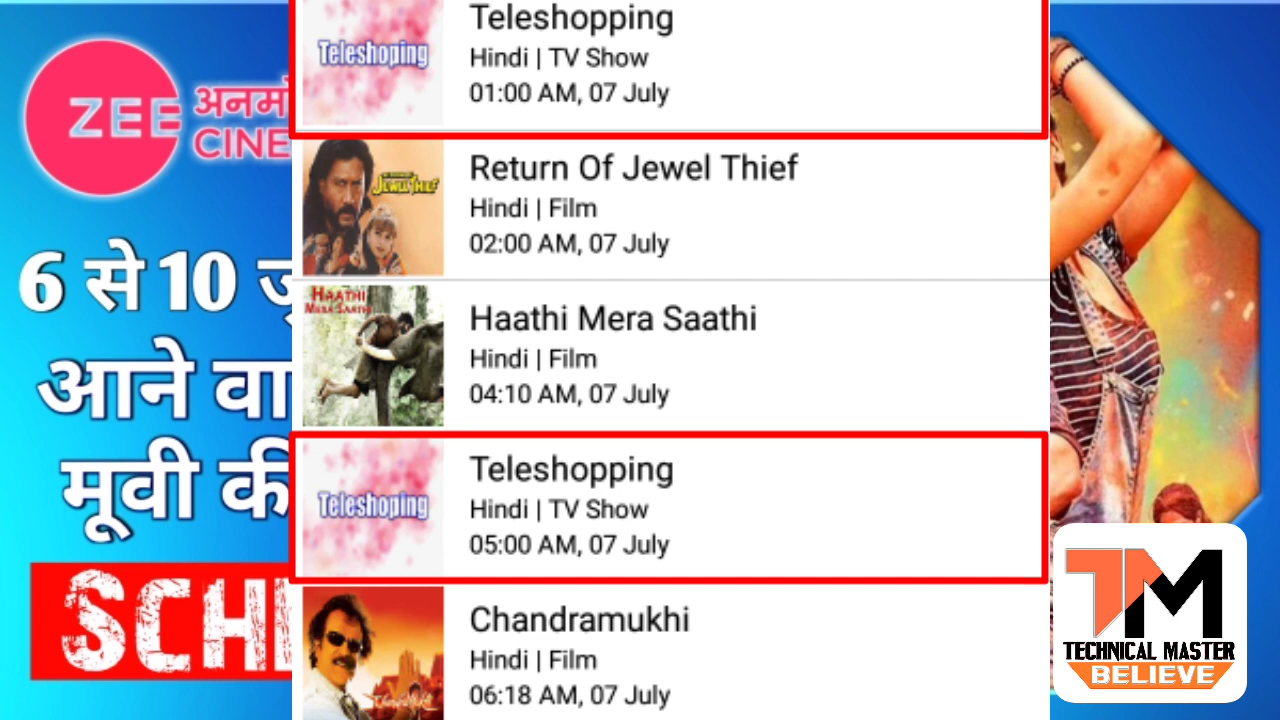 ZEE
अनमो
CINE
6 से 10 जू
आने वा
मूवी की
SCH
Teleshoping
Teleshopping
Hindi | TV Show
01:00 AM, 07 July
JEWEL THIEF
Return Of Jewel Thief
Hindi | Film
02:00 AM, 07 July
HAATHI
MERA SAATHI
Haathi Mera Saathi
Hindi | Film
04:10 AM, 07 July
Teleshoping
Teleshopping
Hindi | TV Show
05:00 AM, 07 July
Chandramukhi
Hindi | Film
06:18 AM, 07 July
TM
TECHNICAL MASTER
BELIEVE